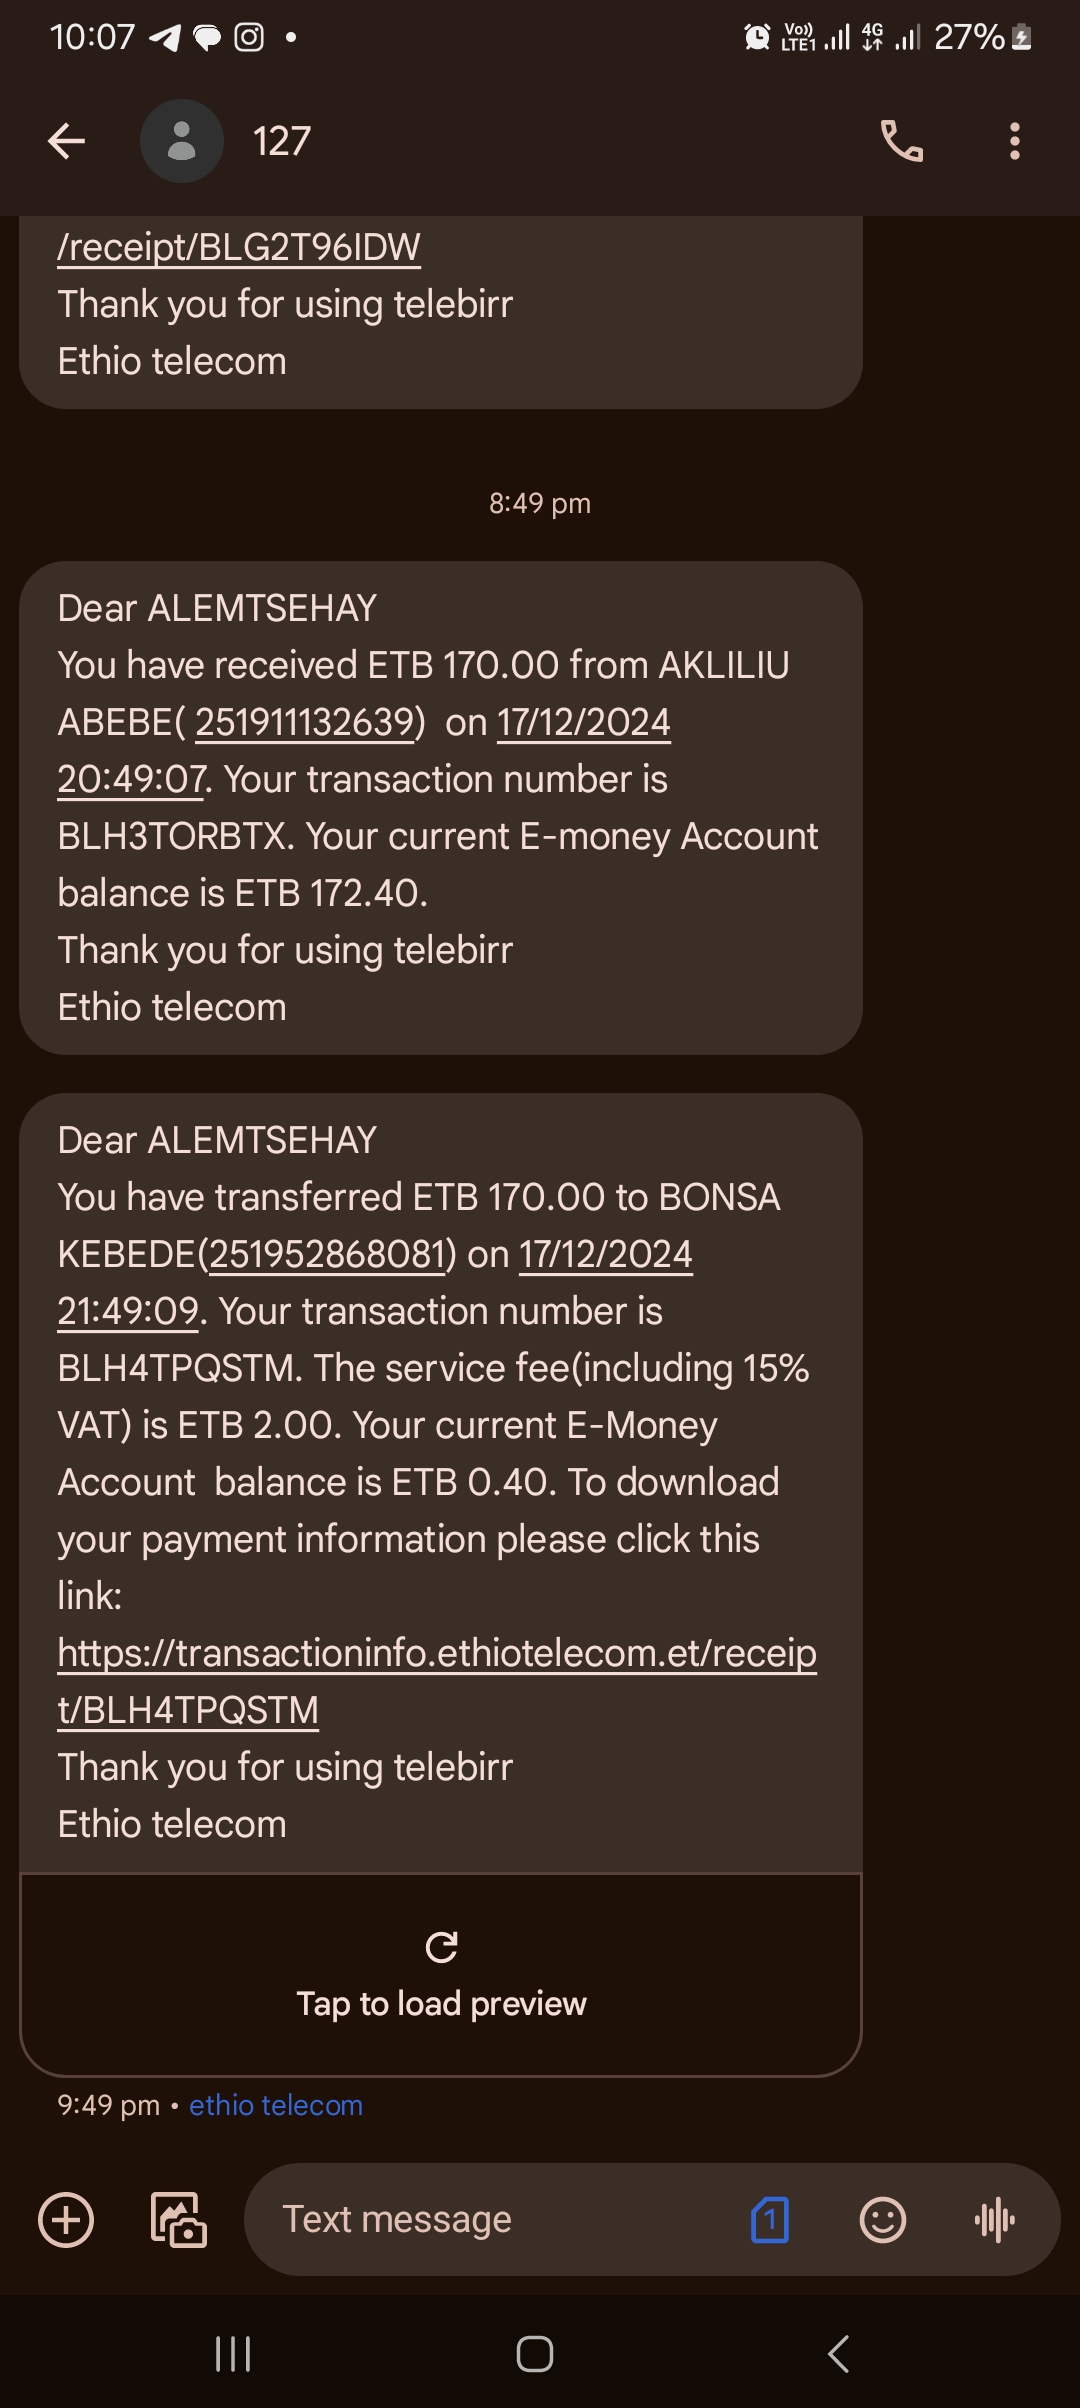 10:07
Vo)) LTE1 4G 27%
127
/receipt/BLG2T96IDW
Thank you for using telebirr
Ethio telecom
8:49 pm
Dear ALEMTSEHAY
You have received ETB 170.00 from AKLILIU
ABEBE( 251911132639)  on 17/12/2024
20:49:07. Your transaction number is
BLH3TORBTX. Your current E-money Account
balance is ETB 172.40.
Thank you for using telebirr
Ethio telecom
Dear ALEMTSEHAY
You have transferred ETB 170.00 to BONSA
KEBEDE(251952868081) on 17/12/2024
21:49:09. Your transaction number is
BLH4TPQSTM. The service fee(including 15%
VAT) is ETB 2.00. Your current E-Money
Account  balance is ETB 0.40. To download
your payment information please click this
link:
https://transactioninfo.ethiotelecom.et/receip
t/BLH4TPQSTM
Thank you for using telebirr
Ethio telecom
Tap to load preview
9:49 pm • ethio telecom
Text message
1